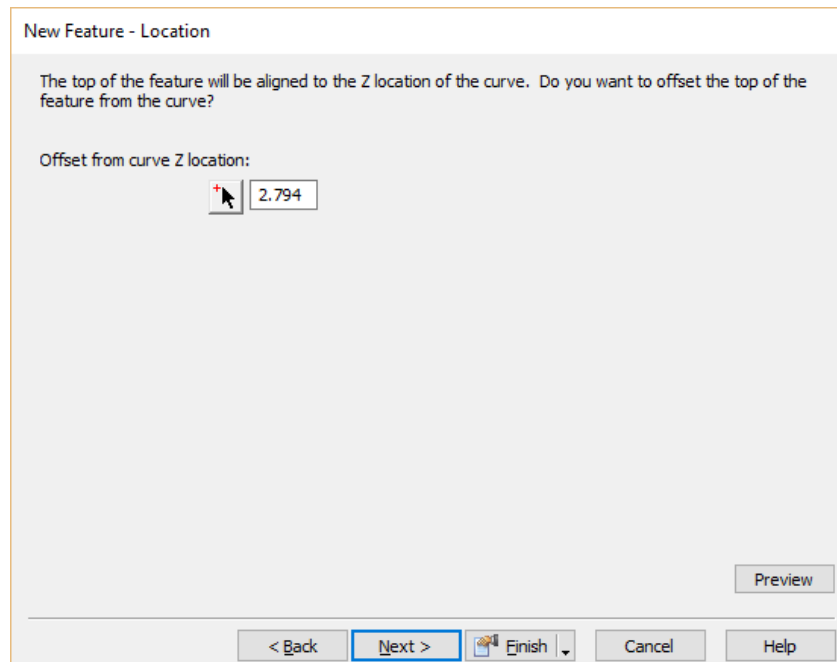 New Feature - Location
The top of the feature will be aligned to the Z location of the curve.  Do you want to offset the top of the
feature from the curve?
Offset from curve Z location:
2.794
Preview
< Back
Next >
Finish
Cancel
Help